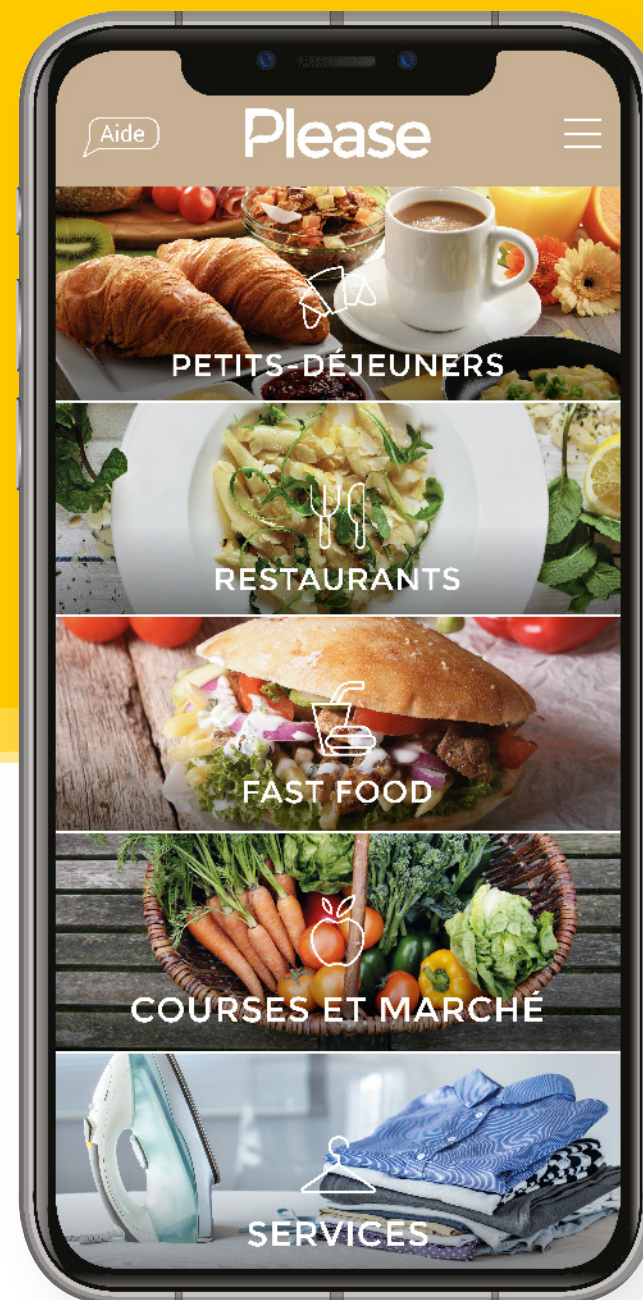 Aide
Please
PETITS-DÉJEUNERS
RESTAURANTS
FAST FOOD
COURSES ET MARCHÉ
SERVICES